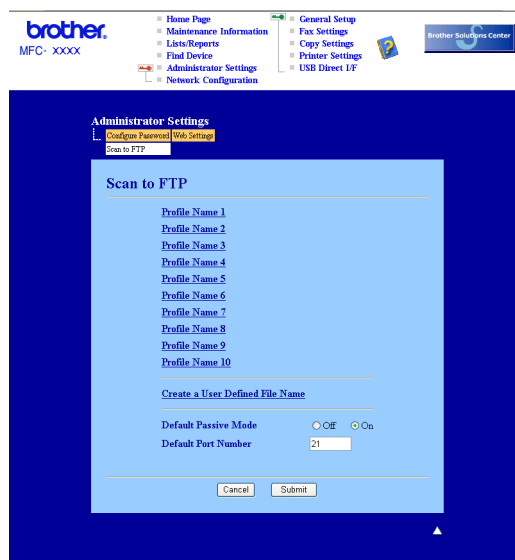 brother.
MFC- XXXX
Home Page
Maintenance Information
Lists/Reports
Find Device
Administrator Settings
Network Configuration
General Setup
Fax Settings
Copy Settings
Printer Settings
USB Direct I/F
Brother Solutions Center
Administrator Settings
Configure Password Web Settings
Scan to FTP
Scan to FTP
Profile Name 1
Profile Name 2
Profile Name 3
Profile Name 4
Profile Name 5
Profile Name 6
Profile Name 7
Profile Name 8
Profile Name 9
Profile Name 10
Create a User Defined File Name
Default Passive Mode Off On
Default Port Number 21
Cancel Submit